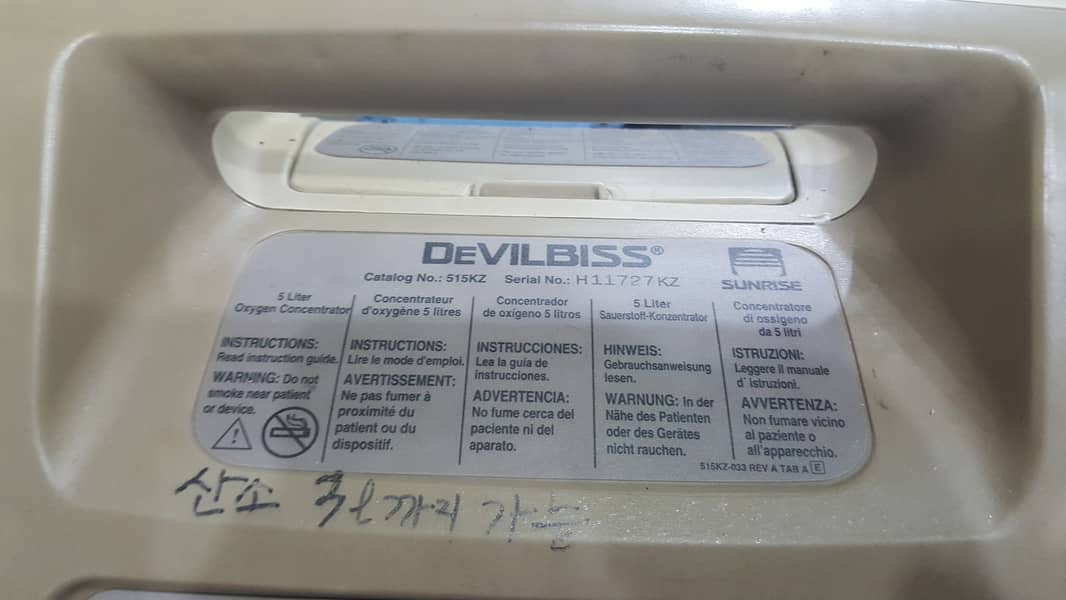 DEVILBISS®
Catalog No.: 515KZ Serial No.: H11727KZ
SUNRISE
5 Liter
Oxygen Concentrator
INSTRUCTIONS:
Read instruction guide.
WARNING: Do not
smoke near patient
or device.
Concentrateur
d'oxygène 5 litres
INSTRUCTIONS:
Lire le mode d'emploi.
AVERTISSEMENT:
Ne pas fumer à
proximité du
patient ou du
dispositif.
Concentrador
de oxígeno 5 litros
INSTRUCCIONES:
Lea la guía de
instrucciones.
ADVERTENCIA:
No fume cerca del
paciente ni del
aparato.
5 Liter
Sauerstoff-Konzentrator
HINWEIS:
Gebrauchsanweisung
lesen.
WARNUNG: In der
Nähe des Patienten
oder des Gerätes
nicht rauchen.
Concentratore
di ossigeno
da 5 litri
ISTRUZIONI:
Leggere il manuale
d' istruzioni.
AVVERTENZA:
Non fumare vicino
al paziente o
all'apparecchio.
515KZ-033 REV A TAB A E
산소 3L까지 가능